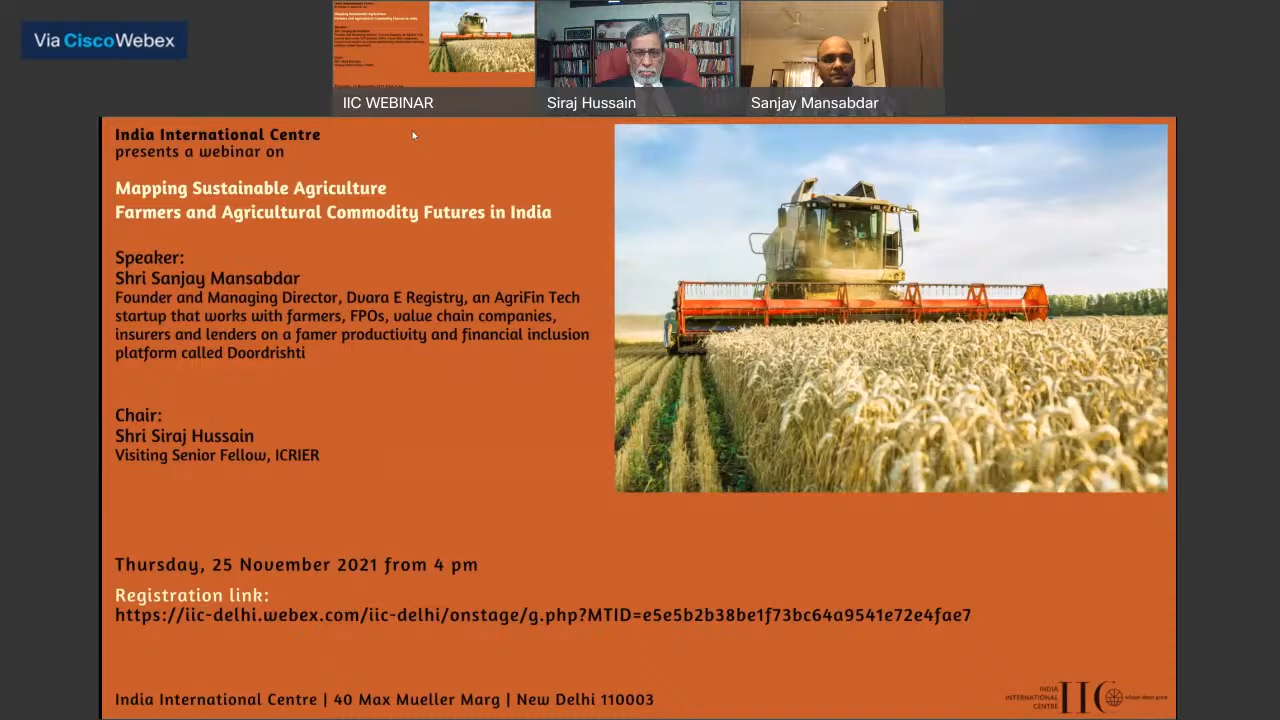 Via Cisco Webex
IIC WEBINAR
Siraj Hussain
Sanjay Mansabdar
India International Centre
presents a webinar on
Mapping Sustainable Agriculture
Farmers and Agricultural Commodity Futures in India
Speaker:
Shri Sanjay Mansabdar
Founder and Managing Director, Dvara E Registry, an AgriFin Tech
startup that works with farmers, FPOs, value chain companies,
insurers and lenders on a famer productivity and financial inclusion
platform called Doordrishti
Chair:
Shri Siraj Hussain
Visiting Senior Fellow, ICRIER
Thursday, 25 November 2021 from 4 pm
Registration link:
https://iic-delhi.webex.com/iic-delhi/onstage/g.php?MTID=e5e5b2b38be1f73bc64a9541e72e4fae7
India International Centre | 40 Max Mueller Marg | New Delhi 110003
INDIA
INTERNATIONAL
CENTRE
IIC
where ideas grow